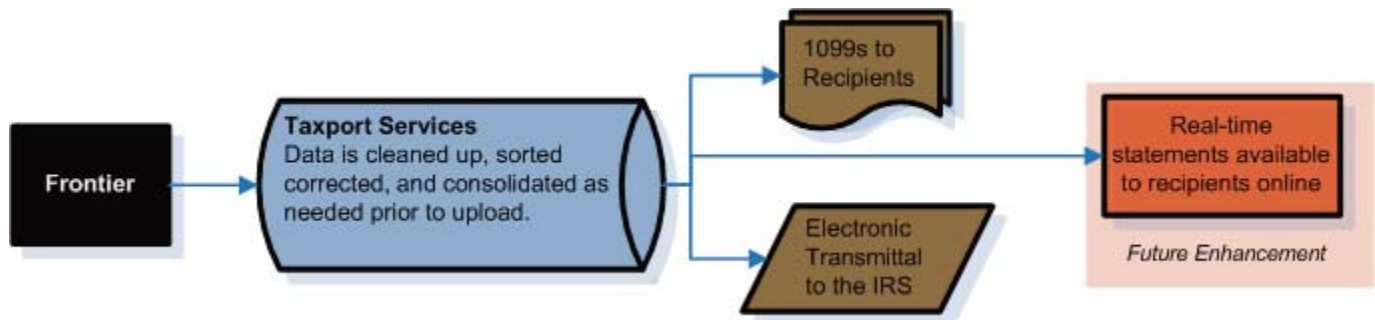 Frontier
Taxport Services
Data is cleaned up, sorted
corrected, and consolidated as
needed prior to upload.
1099s to
Recipients
Electronic
Transmittal
to the IRS
Real-time
statements available
to recipients online
Future Enhancement